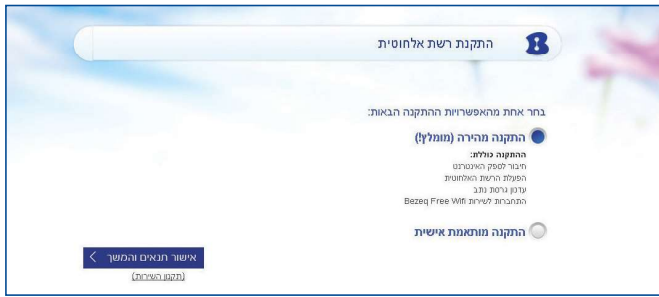 התקנת רשת אלחוטית
בחר אחת מהאפשרויות ההתקנה הבאות:
התקנה מהירה (מומלץ!)
ההתקנה כוללת:
חיבור לספק האינטרנט
הפעלת הרשת האלחוטית
עדכון גרסת נתב
התחברות לשירות Bezeq Free Wifi
התקנה מותאמת אישית
אישור תנאים והמשך
(תקנון השירות)